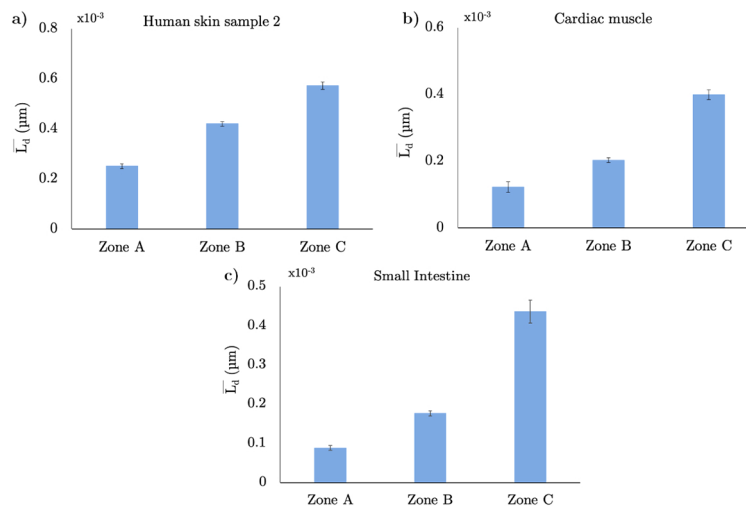 a)
x10-3
Human skin sample 2
0.8
0.6
0.4
0.2
0
L̅d (μm)
Zone A Zone B Zone C
b)
x10-3
Cardiac muscle
0.6
0.4
0.2
0
L̅d (μm)
Zone A Zone B Zone C
c)
x10-3
Small Intestine
0.5
0.4
0.3
0.2
0.1
0
L̅d (μm)
Zone A Zone B Zone C